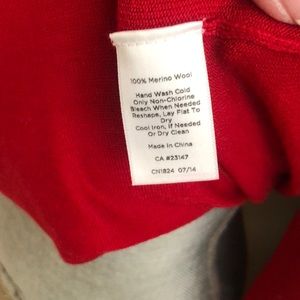 100% Merino Wool
Hand Wash Cold
Only Non-Chlorine
Bleach When Needed
Reshape, Lay Flat To
Dry
Cool Iron, If Needed
Or Dry Clean
Made in China
CA #23147
CN1824 07/14